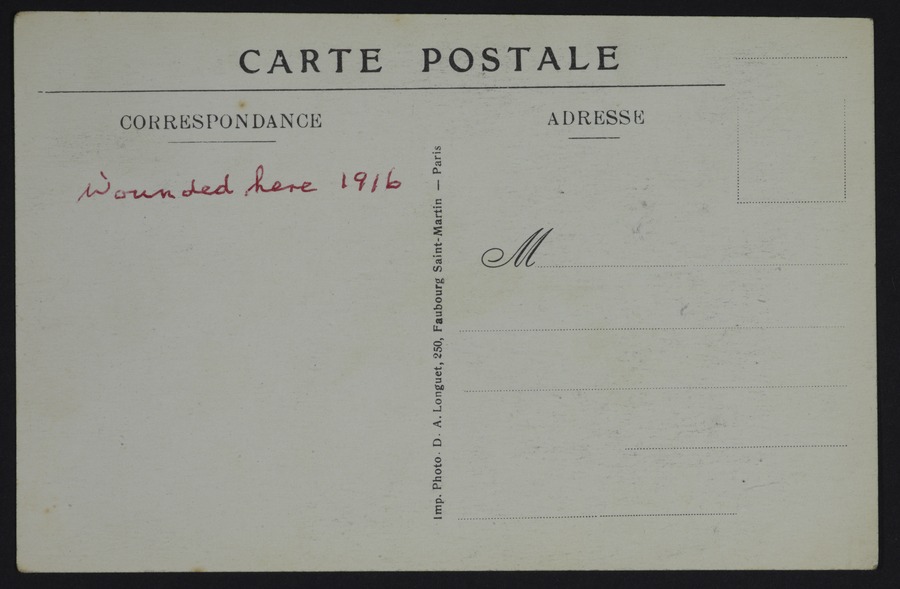 CARTE POSTALE
CORRESPONDANCE
ADRESSE
Wounded here 1916
M
Imp. Photo. D. A. Longuet, 250, Faubourg Saint-Martin — Paris